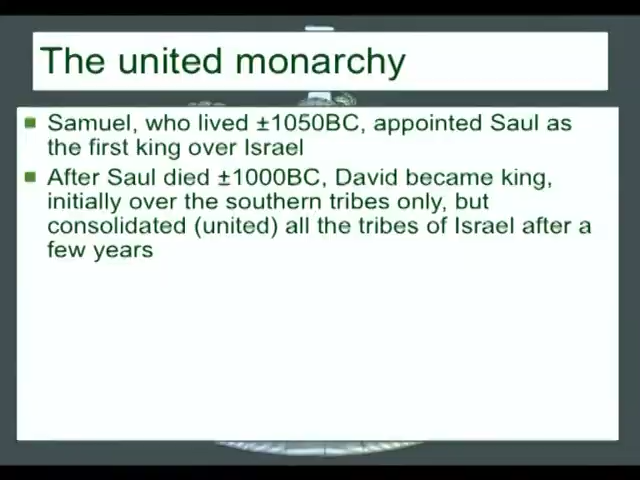 The united monarchy
Samuel, who lived ±1050BC, appointed Saul as
the first king over Israel
After Saul died ±1000BC, David became king,
initially over the southern tribes only, but
consolidated (united) all the tribes of Israel after a
few years